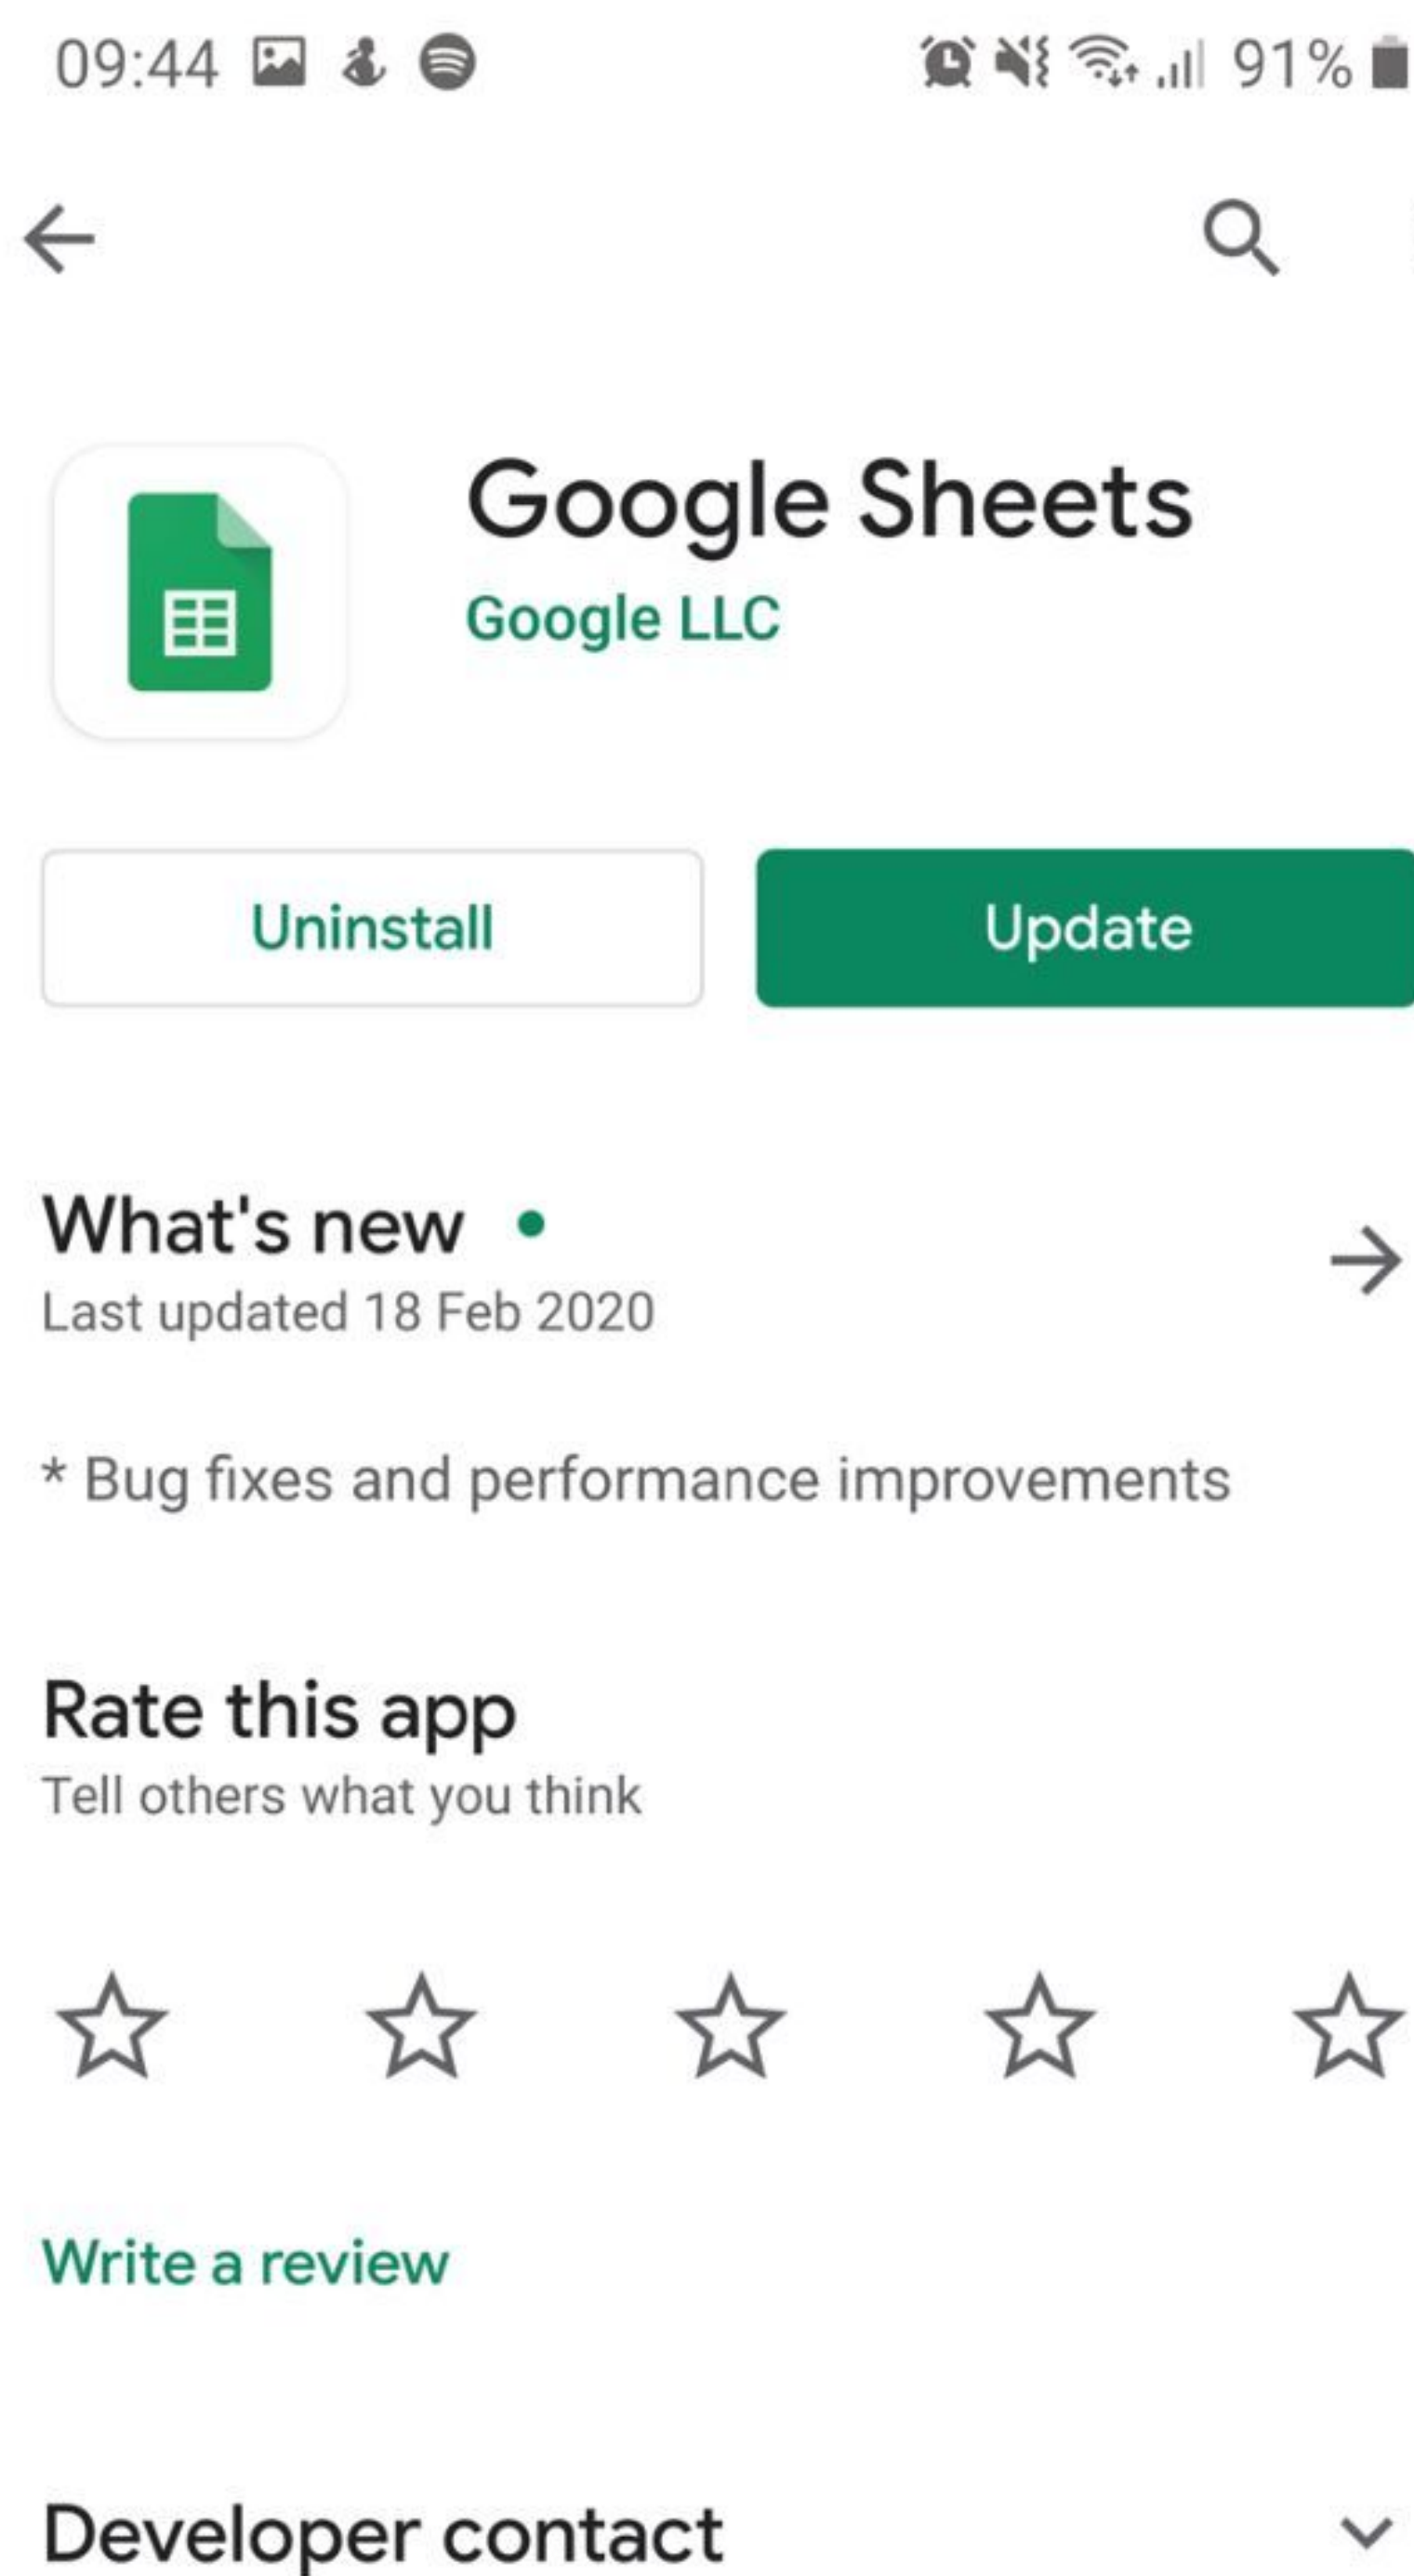 09:44 91%
Google Sheets
Google LLC
Uninstall Update
What's new
Last updated 18 Feb 2020
* Bug fixes and performance improvements
Rate this app
Tell others what you think
Write a review
Developer contact